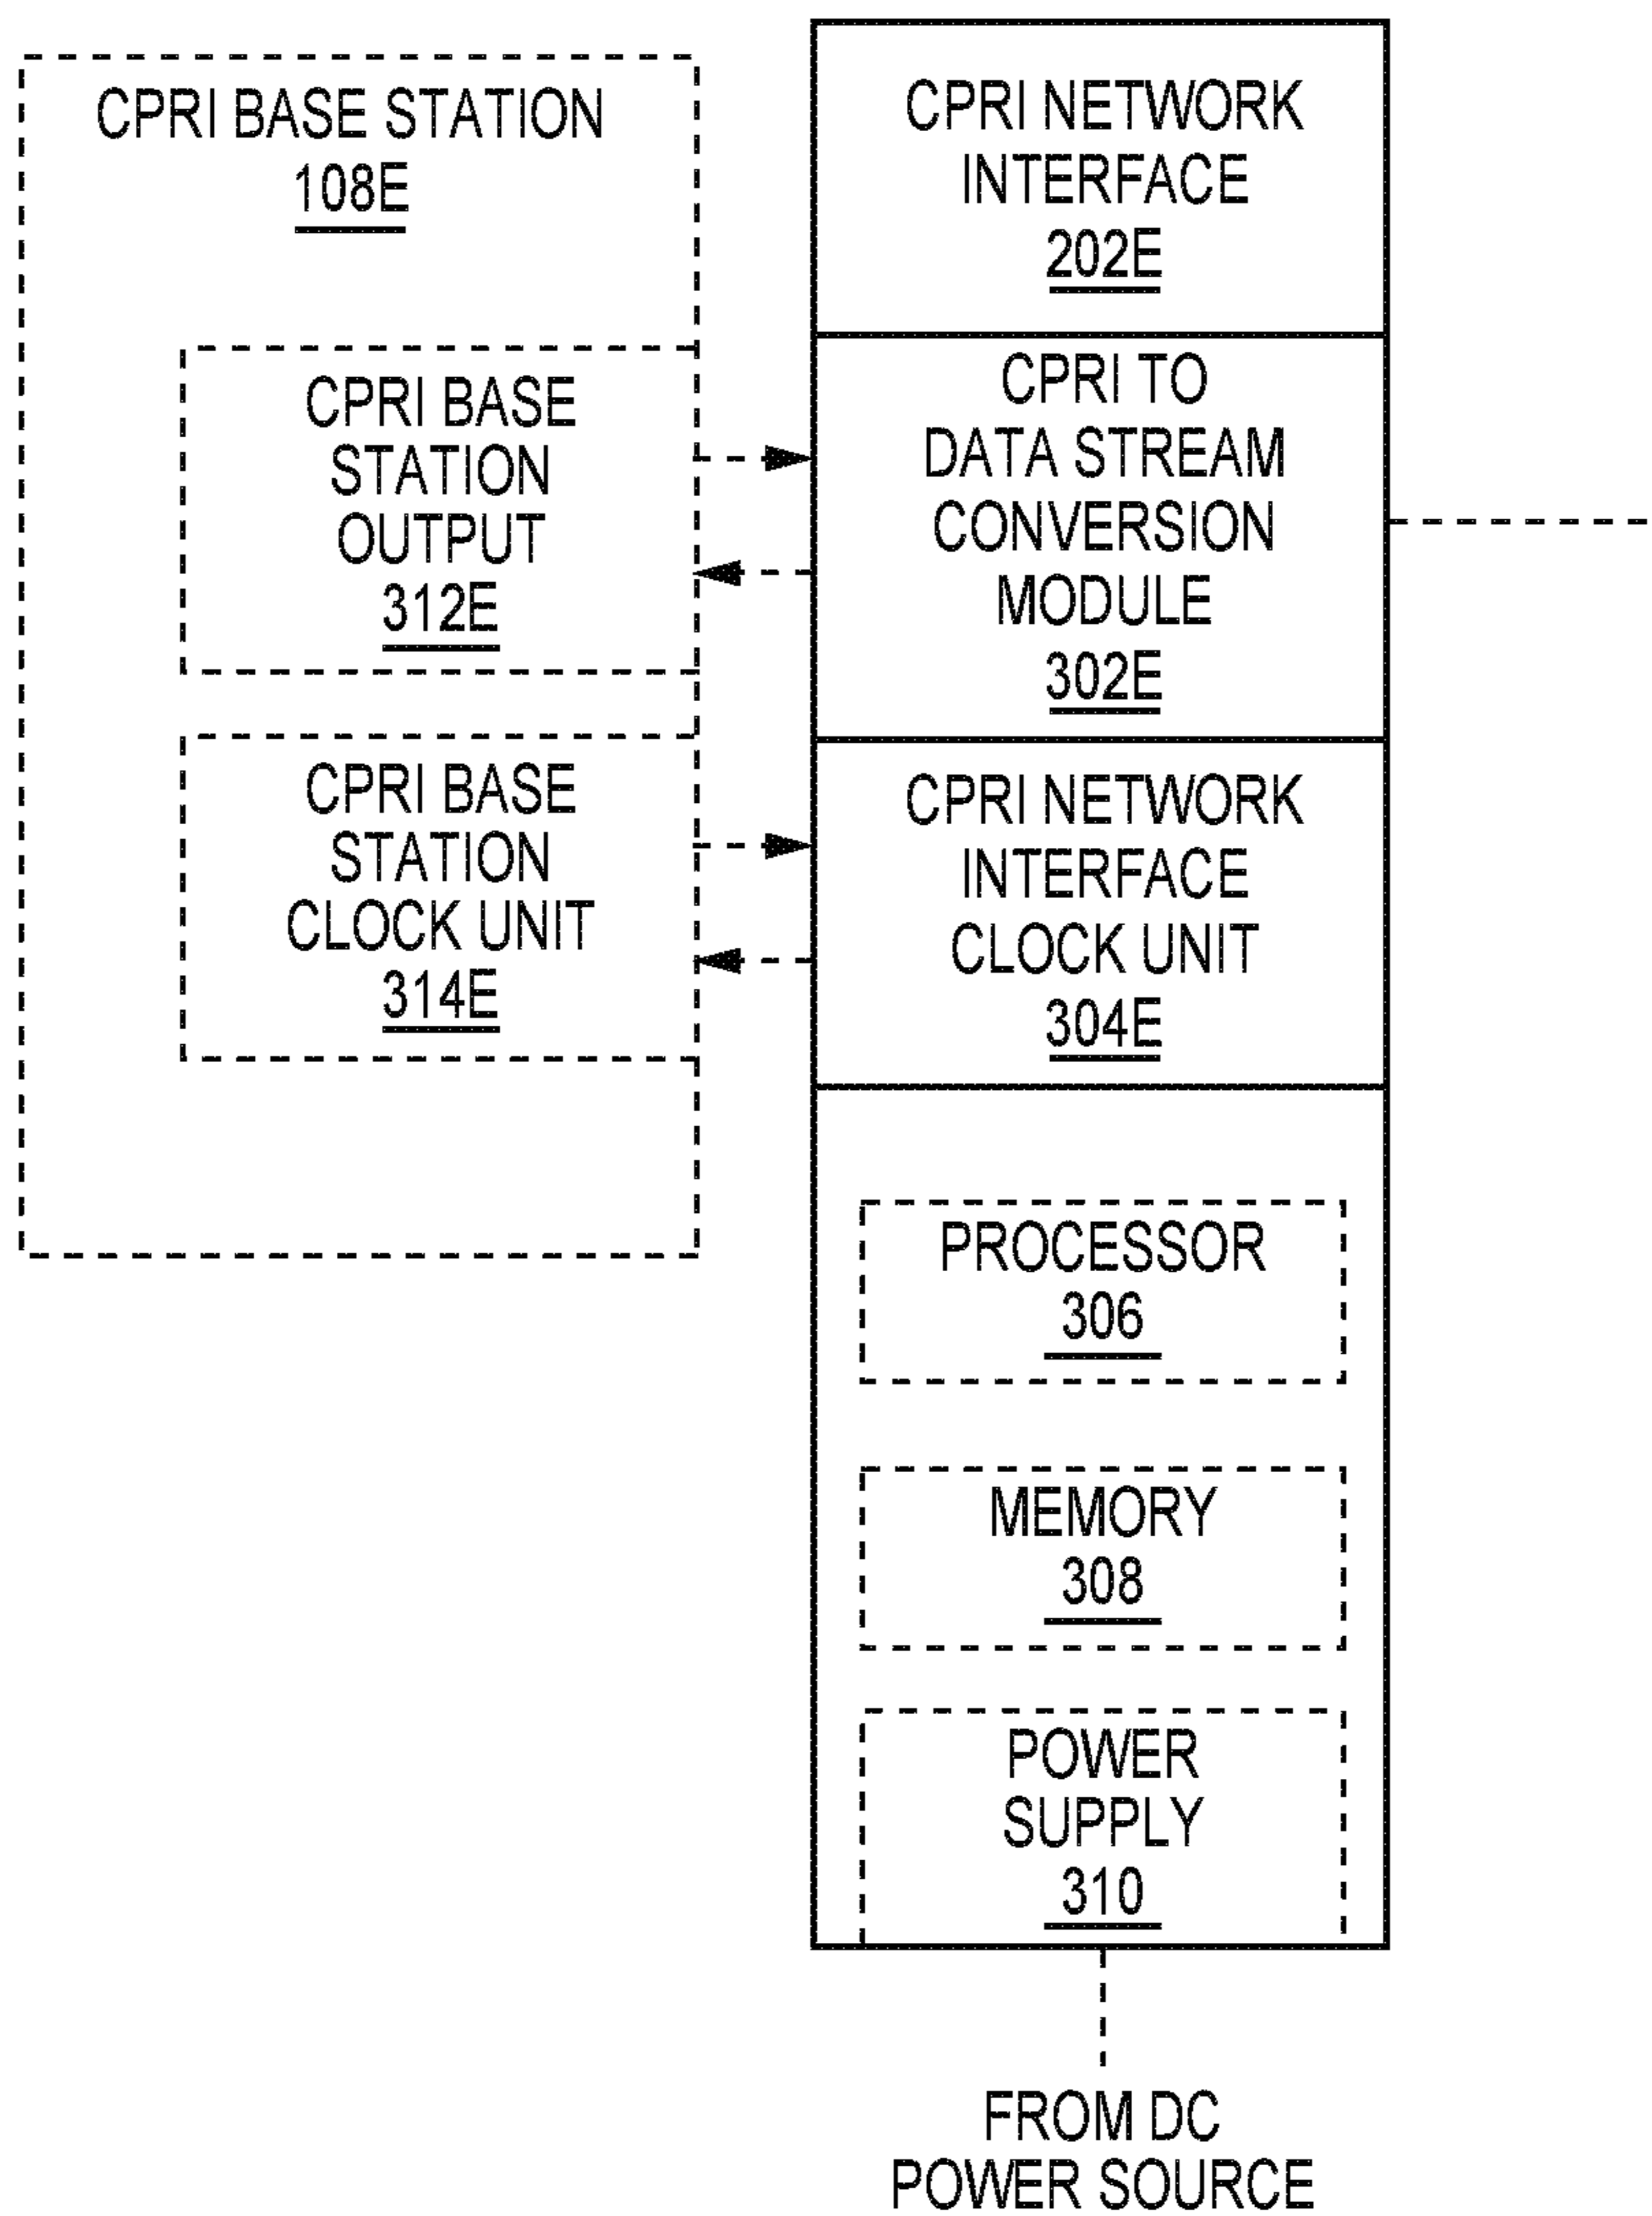 CPRI BASE STATION
108E
CPRI BASE
STATION
OUTPUT
312E
CPRI BASE
STATION
CLOCK UNIT
314E
CPRI NETWORK
INTERFACE
202E
CPRI TO
DATA STREAM
CONVERSION
MODULE
302E
CPRI NETWORK
INTERFACE
CLOCK UNIT
304E
PROCESSOR
306
MEMORY
308
POWER
SUPPLY
310
FROM DC
POWER SOURCE